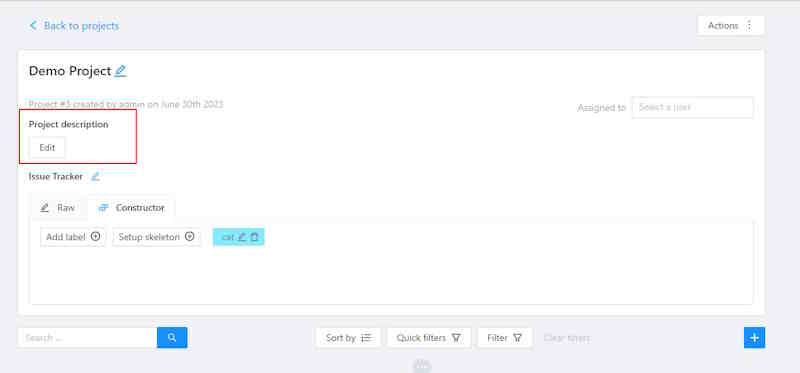 Back to projects
Actions
Demo Project
Project #3 created by admin on June 30th 2023
Assigned to
Select a user
Project description
Edit
Issue Tracker
Raw
Constructor
Add label
Setup skeleton
cat
Search ...
Sort by
Quick filters
Filter
Clear filters